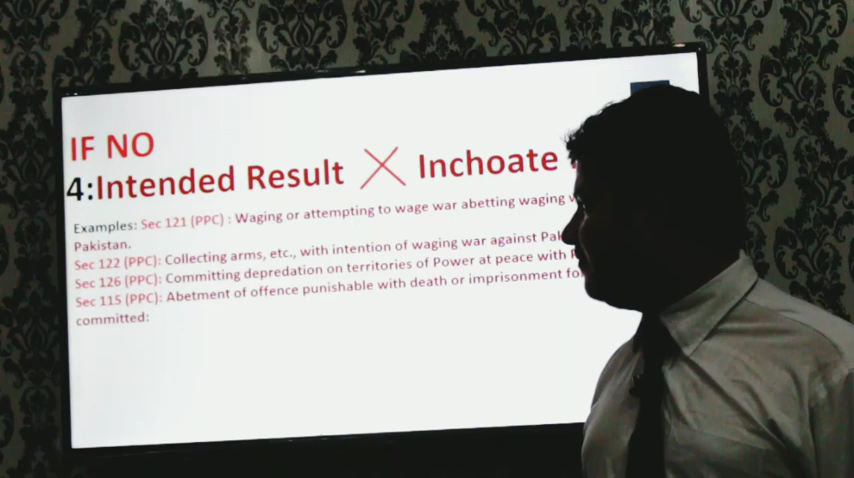 IF NO
4:Intended Result ╳ Inchoate
Examples: Sec 121 (PPC) : Waging or attempting to wage war abetting waging
Pakistan.
Sec 122 (PPC): Collecting arms, etc., with intention of waging war against
Sec 126 (PPC): Committing depredation on territories of Power at peace with
Sec 115 (PPC): Abetment of offence punishable with death or imprisonment
committed: